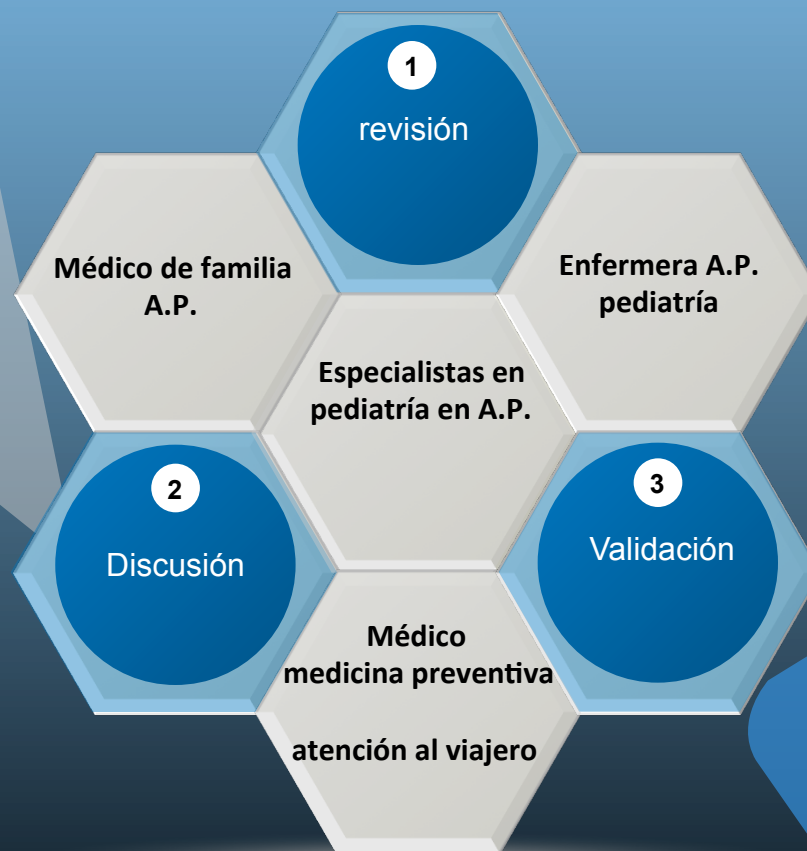 1
revisión
Médico de familia
A.P.
Enfermera A.P.
pediatría
Especialistas en
pediatría en A.P.
2
Discusión
3
Validación
Médico
medicina preventiva
atención al viajero